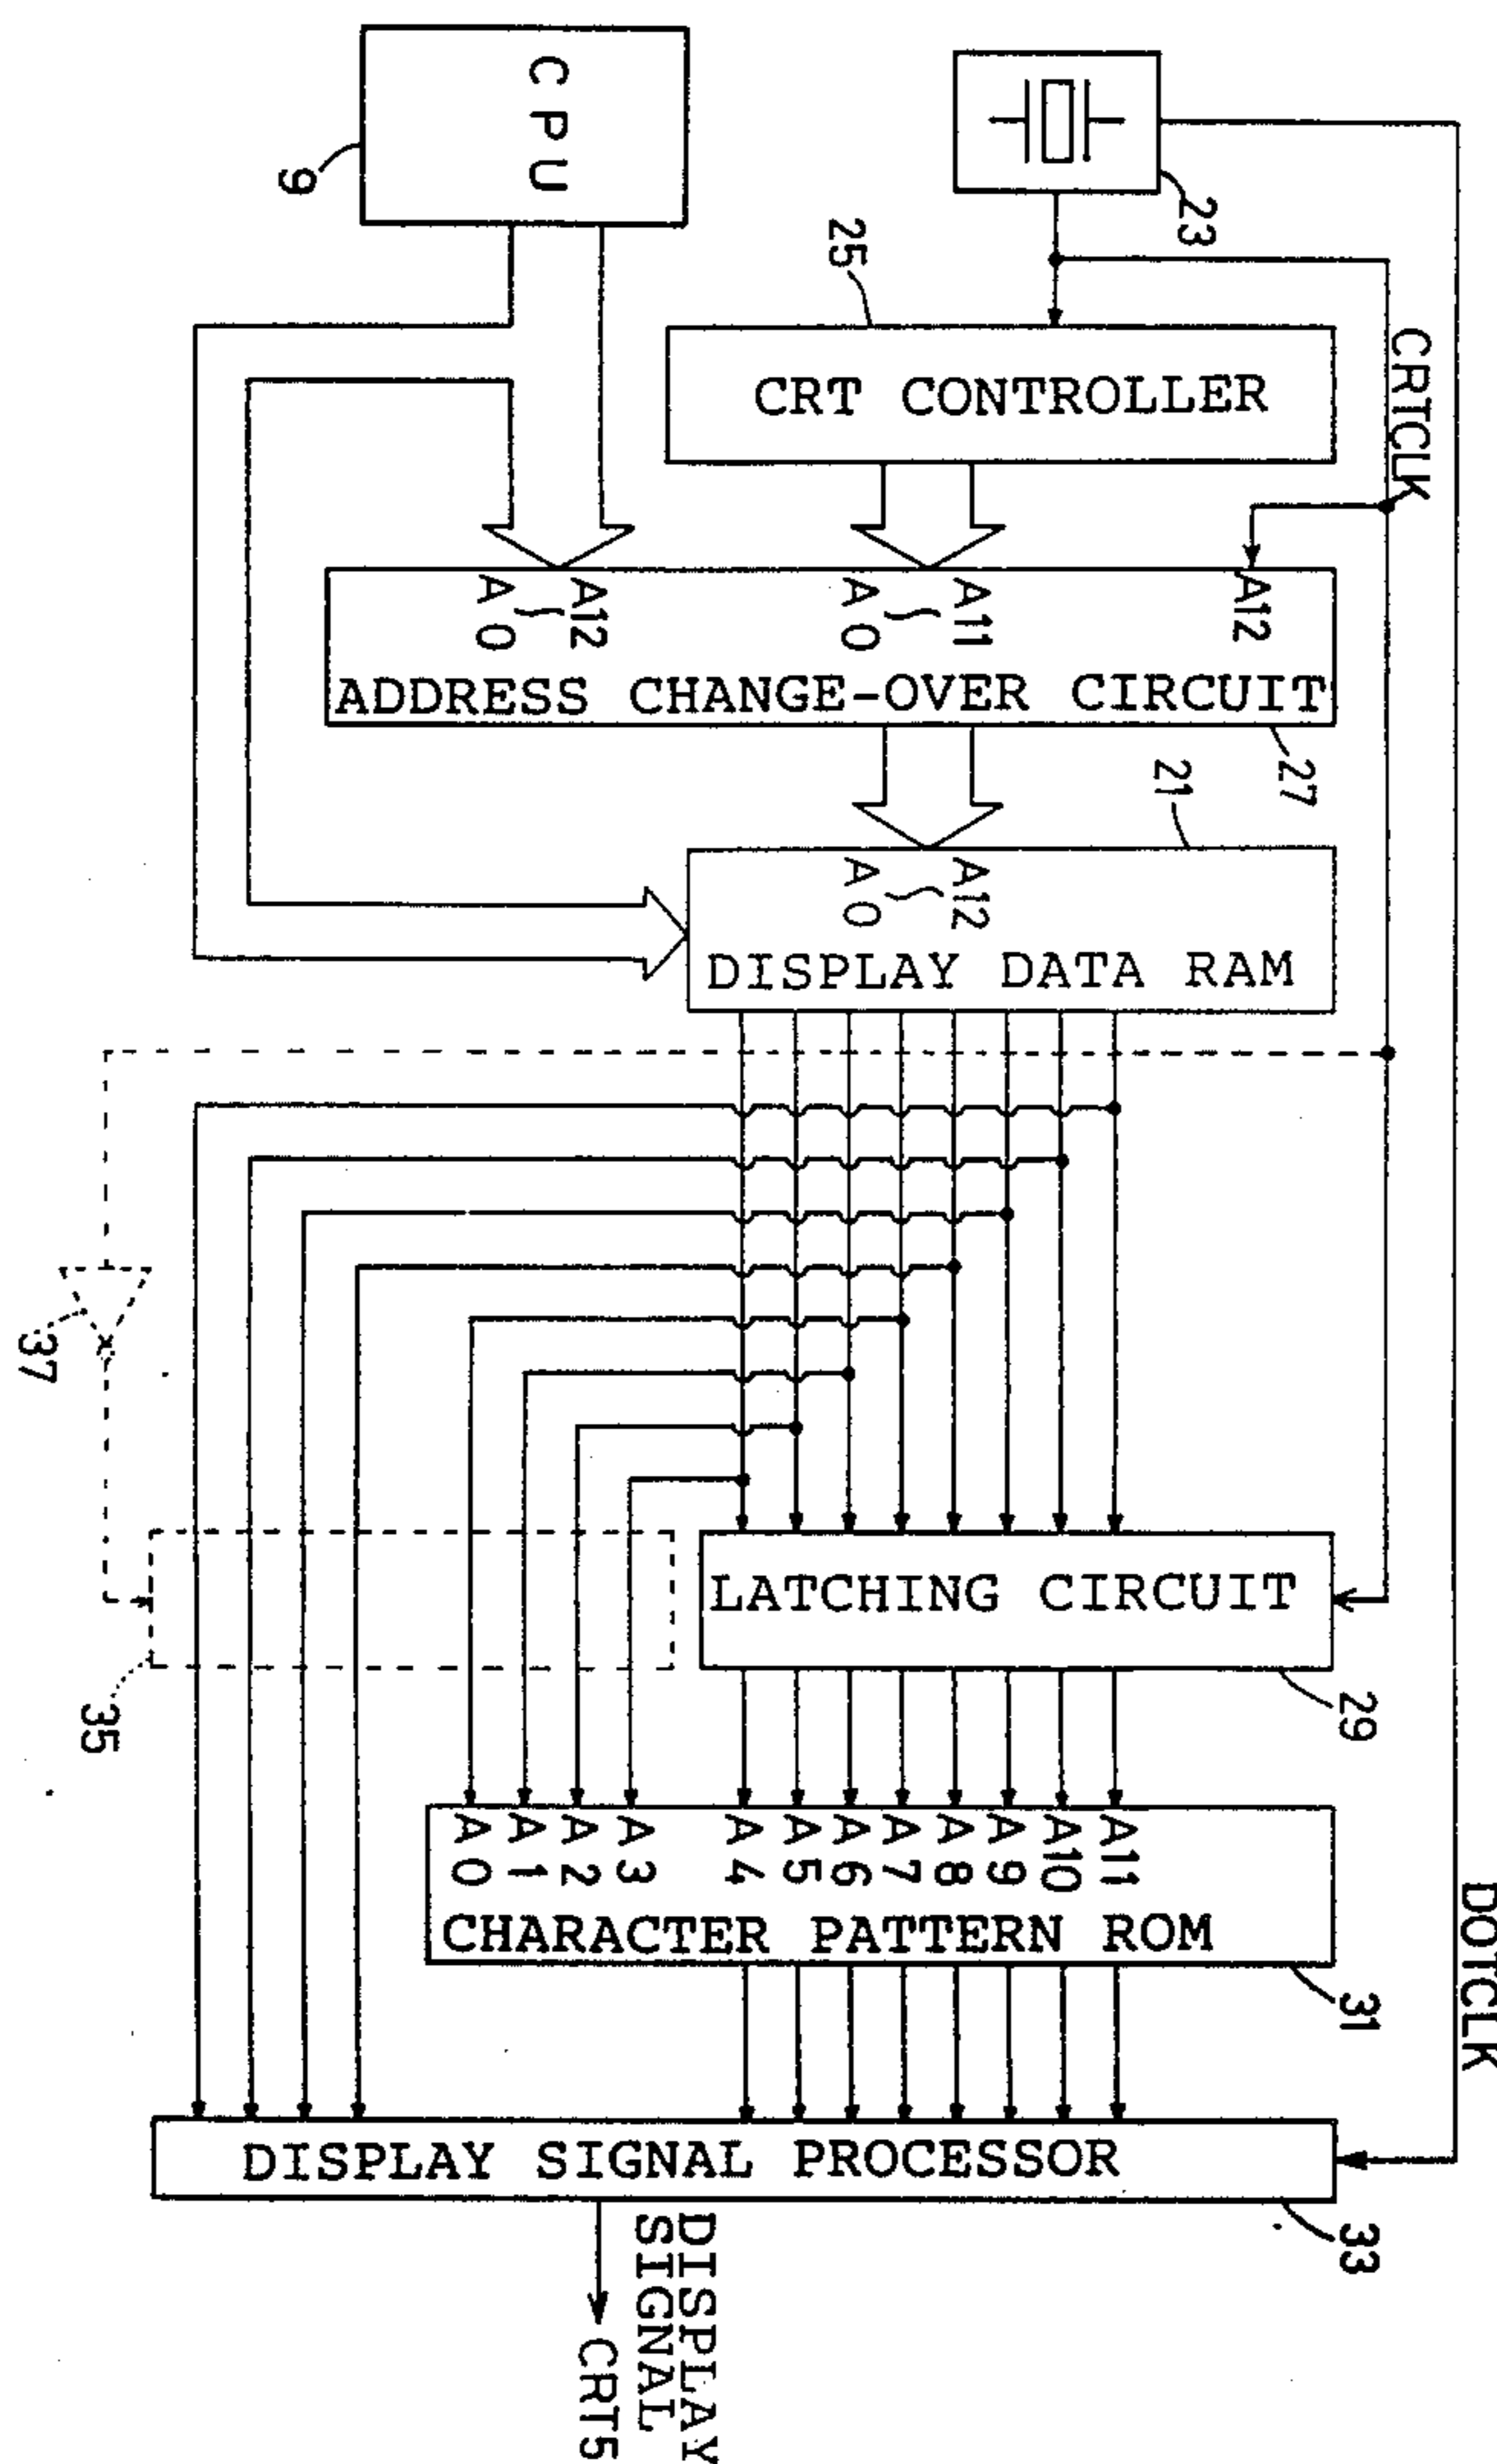 CPU
9
23
25
CRTCLK
CRT CONTROLLER
A12
A0
A11
A0
A12
ADDRESS CHANGE-OVER CIRCUIT
27
21
A12
A0
DISPLAY DATA RAM
37
LATCHING CIRCUIT
29
35
A0 A1 A2 A3 A4 A5 A6 A7 A8 A9 A10 A11
CHARACTER PATTERN ROM
31
DOTCLK
DISPLAY SIGNAL PROCESSOR
33
DISPLAY
SIGNAL
CRT5